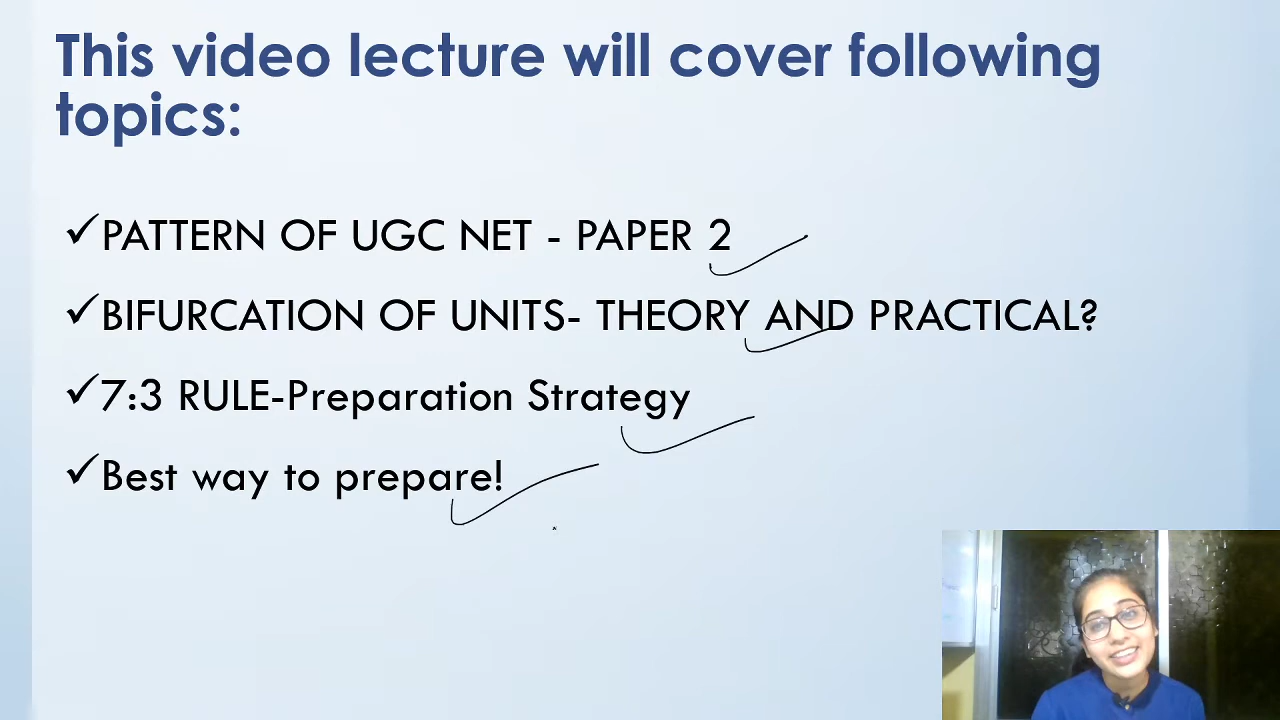 This video lecture will cover following
topics:
✓PATTERN OF UGC NET - PAPER 2
✓BIFURCATION OF UNITS- THEORY AND PRACTICAL?
✓7:3 RULE-Preparation Strategy
✓Best way to prepare!